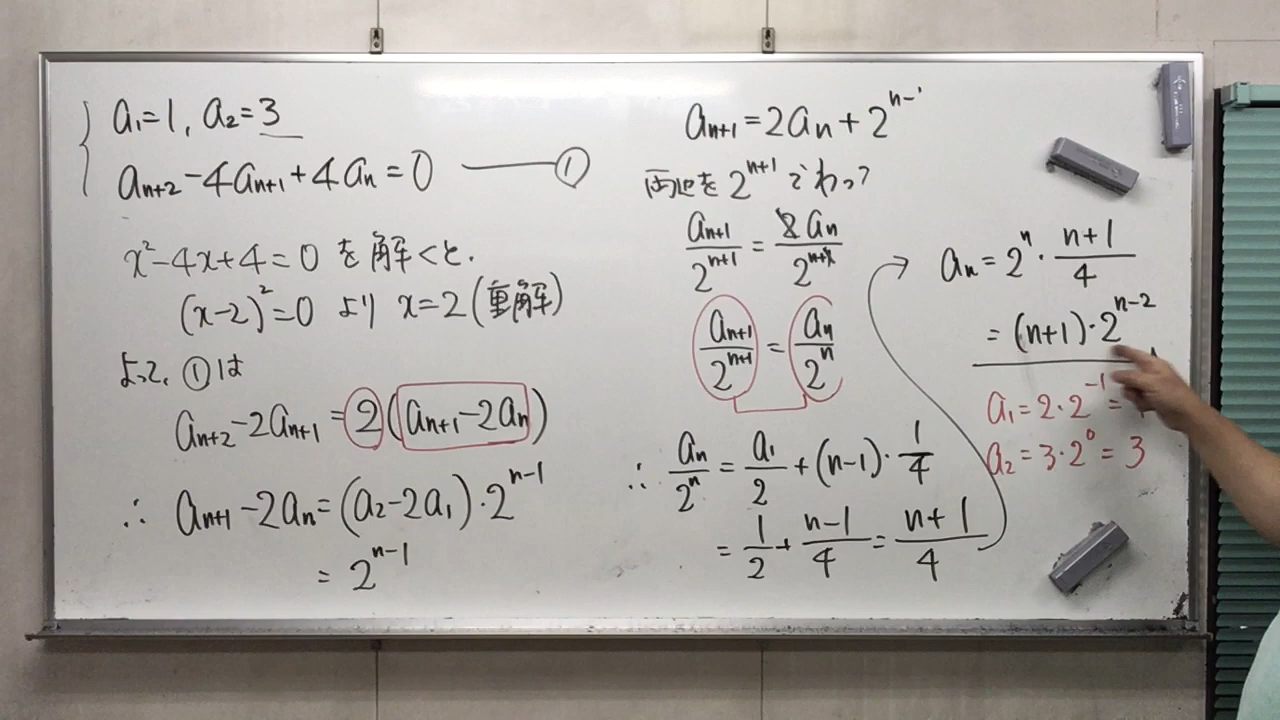 a₁=1, a₂=3
aₙ₊₂-4aₙ₊₁+4aₙ=0 ― ①
x²-4x+4=0 を解くと.
(x-2)²=0 より x=2(重解)
よって, ①は
aₙ₊₂-2aₙ₊₁=2(aₙ₊₁-2aₙ)
∴ aₙ₊₁-2aₙ=(a₂-2a₁)·2ⁿ⁻¹
= 2ⁿ⁻¹
aₙ₊₁=2aₙ+2ⁿ⁻¹
両辺を 2ⁿ⁺¹ でわって
aₙ₊₁/2ⁿ⁺¹ = 2aₙ/2ⁿ⁺¹
aₙ₊₁/2ⁿ⁺¹ = aₙ/2ⁿ
∴ aₙ/2ⁿ = a₁/2 + (n-1)·1/4
= 1/2 + (n-1)/4 = (n+1)/4
aₙ = 2ⁿ · (n+1)/4
= (n+1)·2ⁿ⁻²
a₁=2·2⁻¹=
a₂=3·2⁰=3